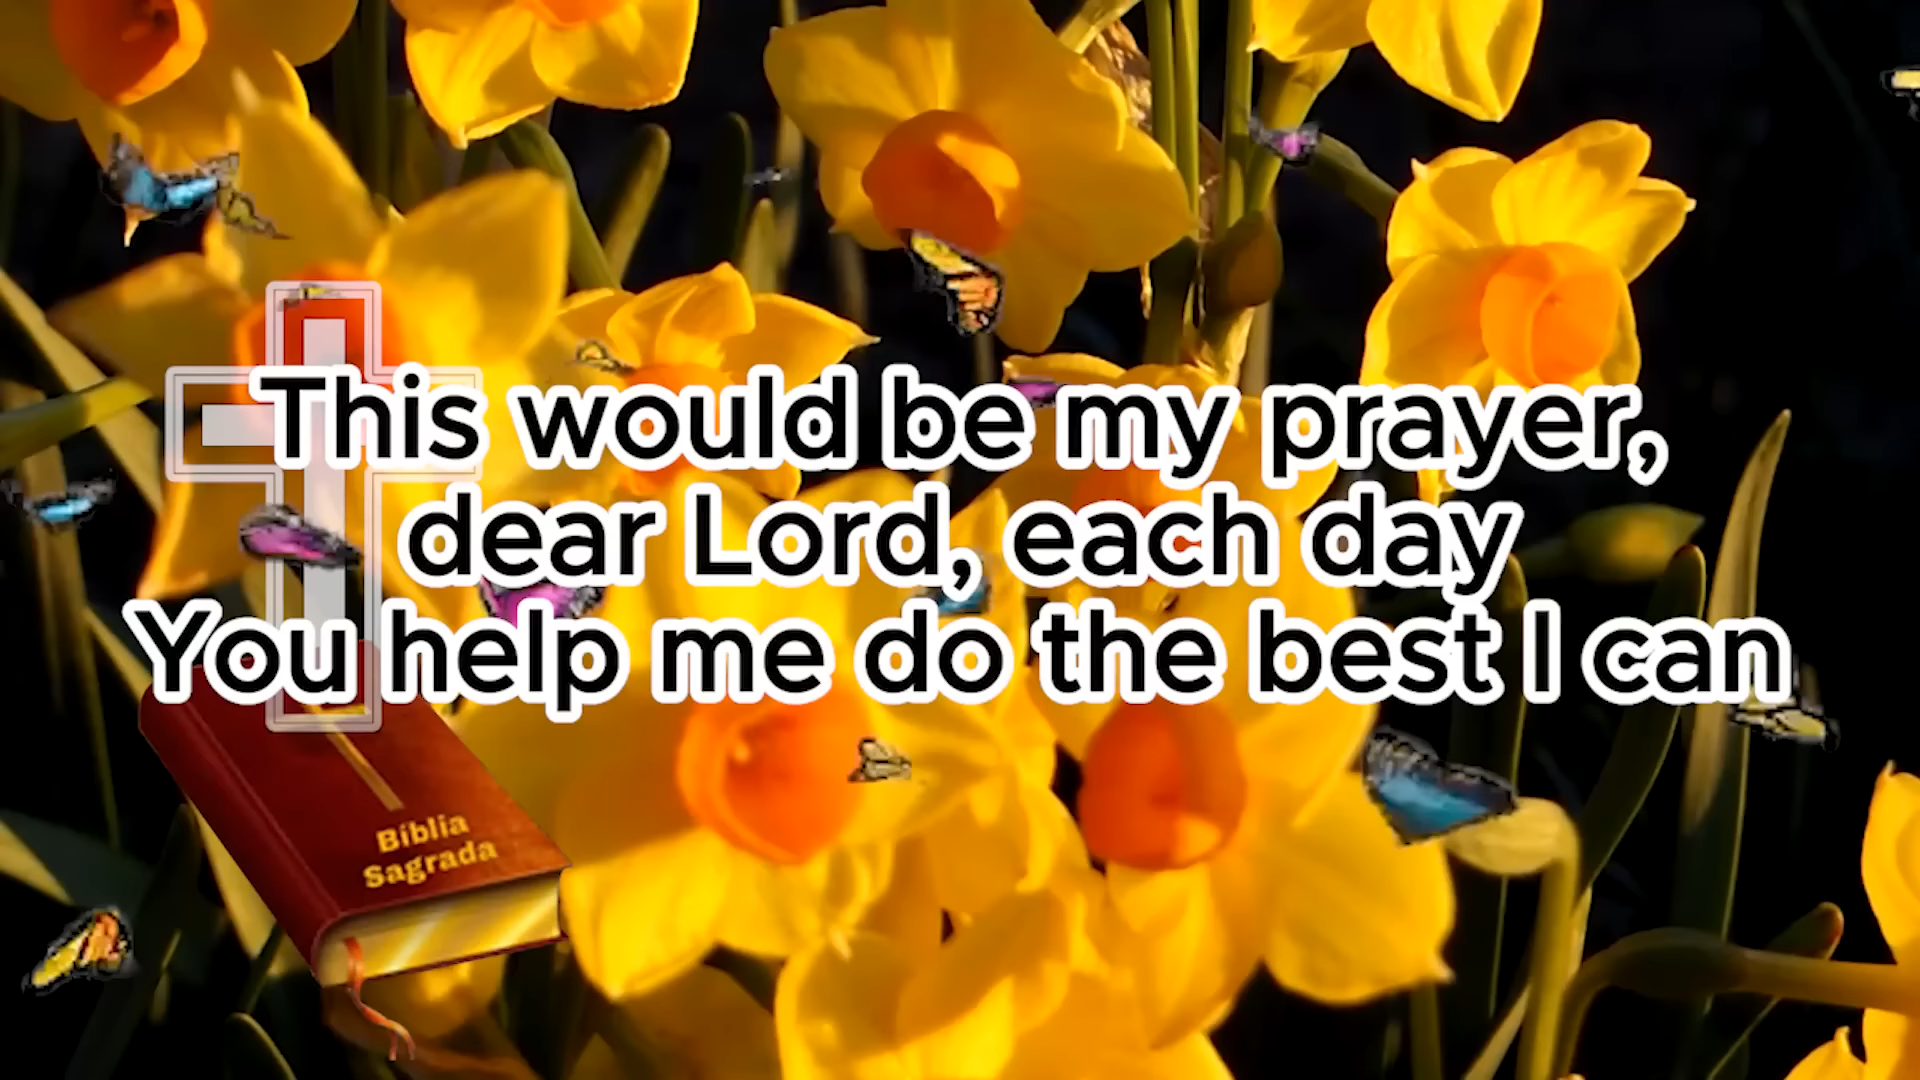 This would be my prayer,
dear Lord, each day
You help me do the best I can
Bíblia
Sagrada